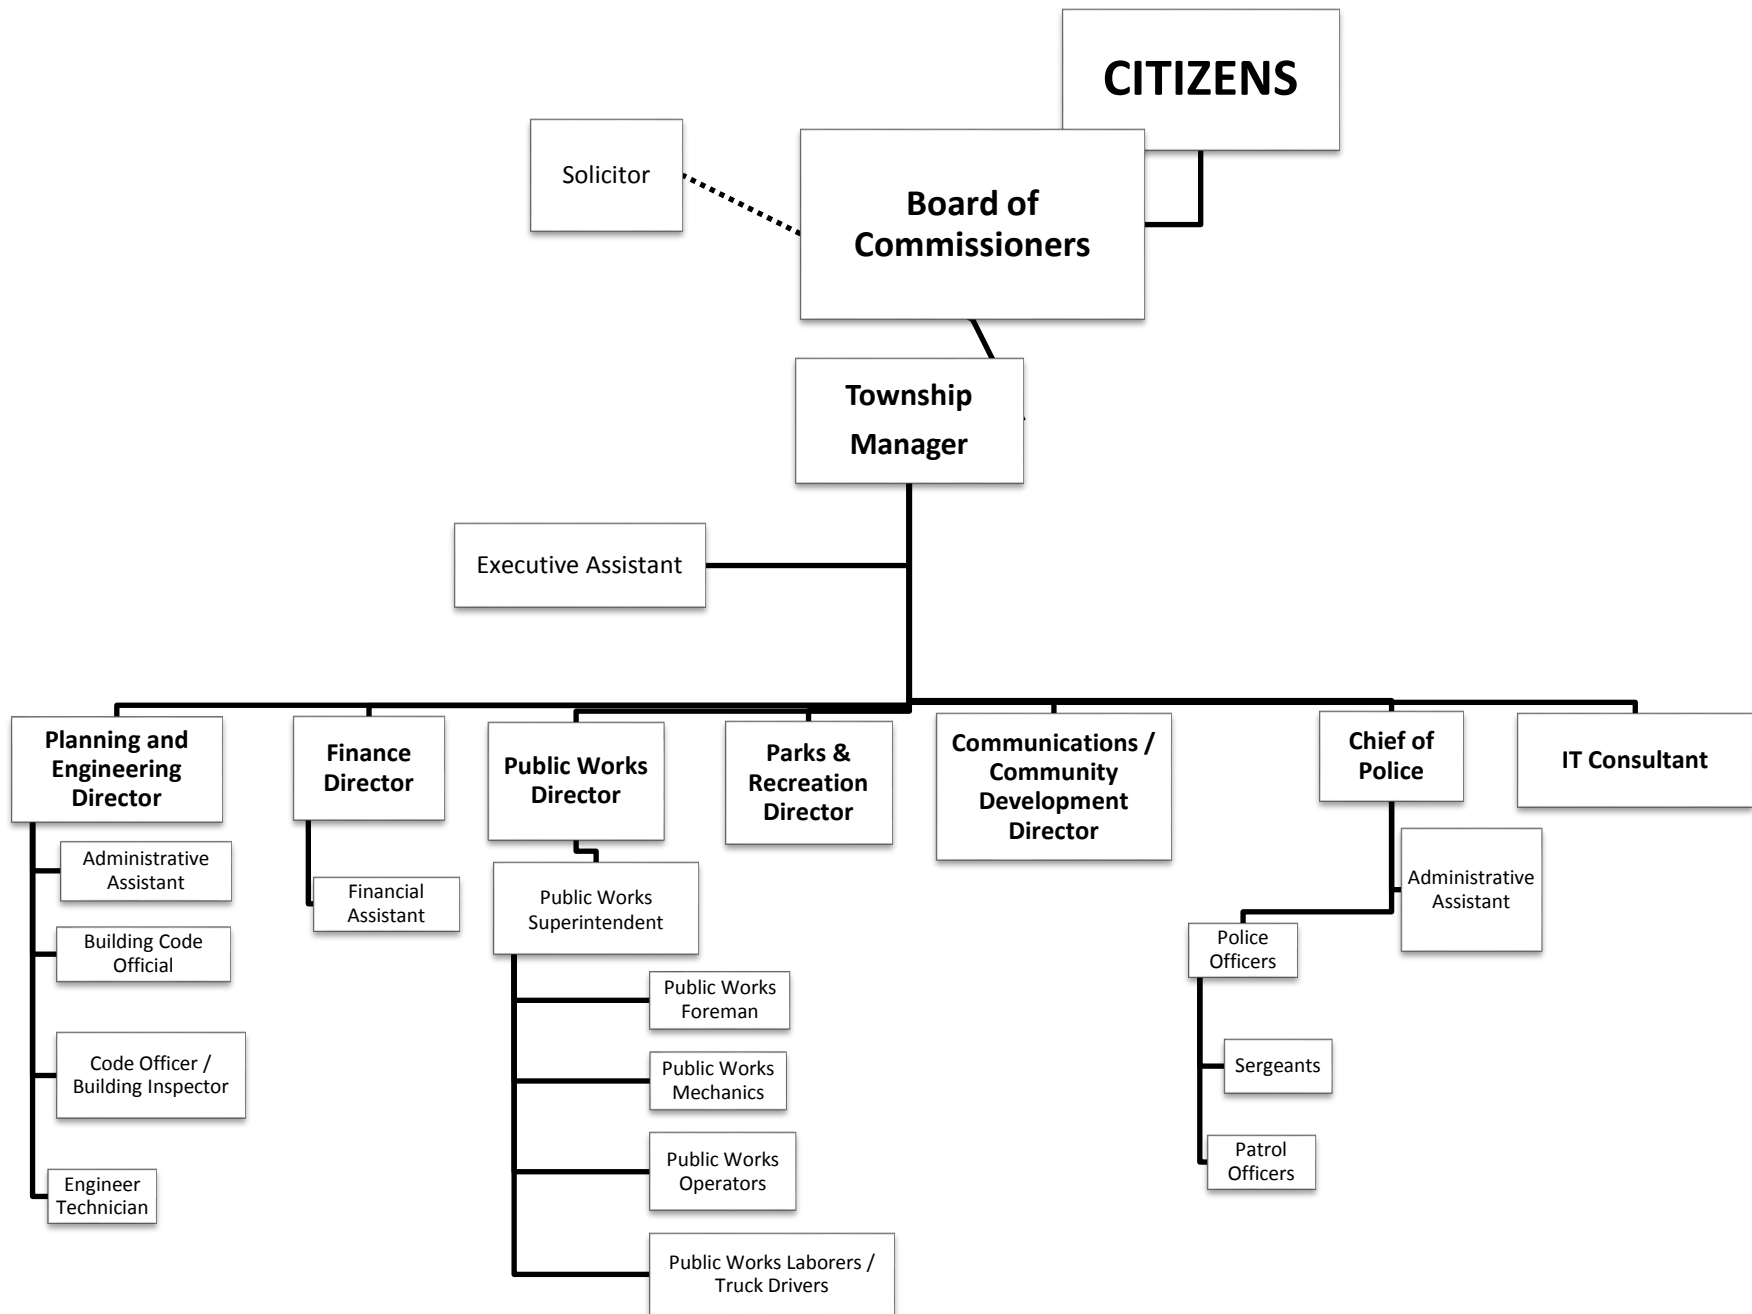 CITIZENS
Solicitor
Board of
Commissioners
Township
Manager
Executive Assistant
Planning and
Engineering
Director
Finance
Director
Public Works
Director
Parks &
Recreation
Director
Communications /
Community
Development
Director
Chief of
Police
IT Consultant
Administrative
Assistant
Building Code
Official
Code Officer /
Building Inspector
Engineer
Technician
Financial
Assistant
Public Works
Superintendent
Public Works
Foreman
Public Works
Mechanics
Public Works
Operators
Public Works Laborers /
Truck Drivers
Administrative
Assistant
Police
Officers
Sergeants
Patrol
Officers